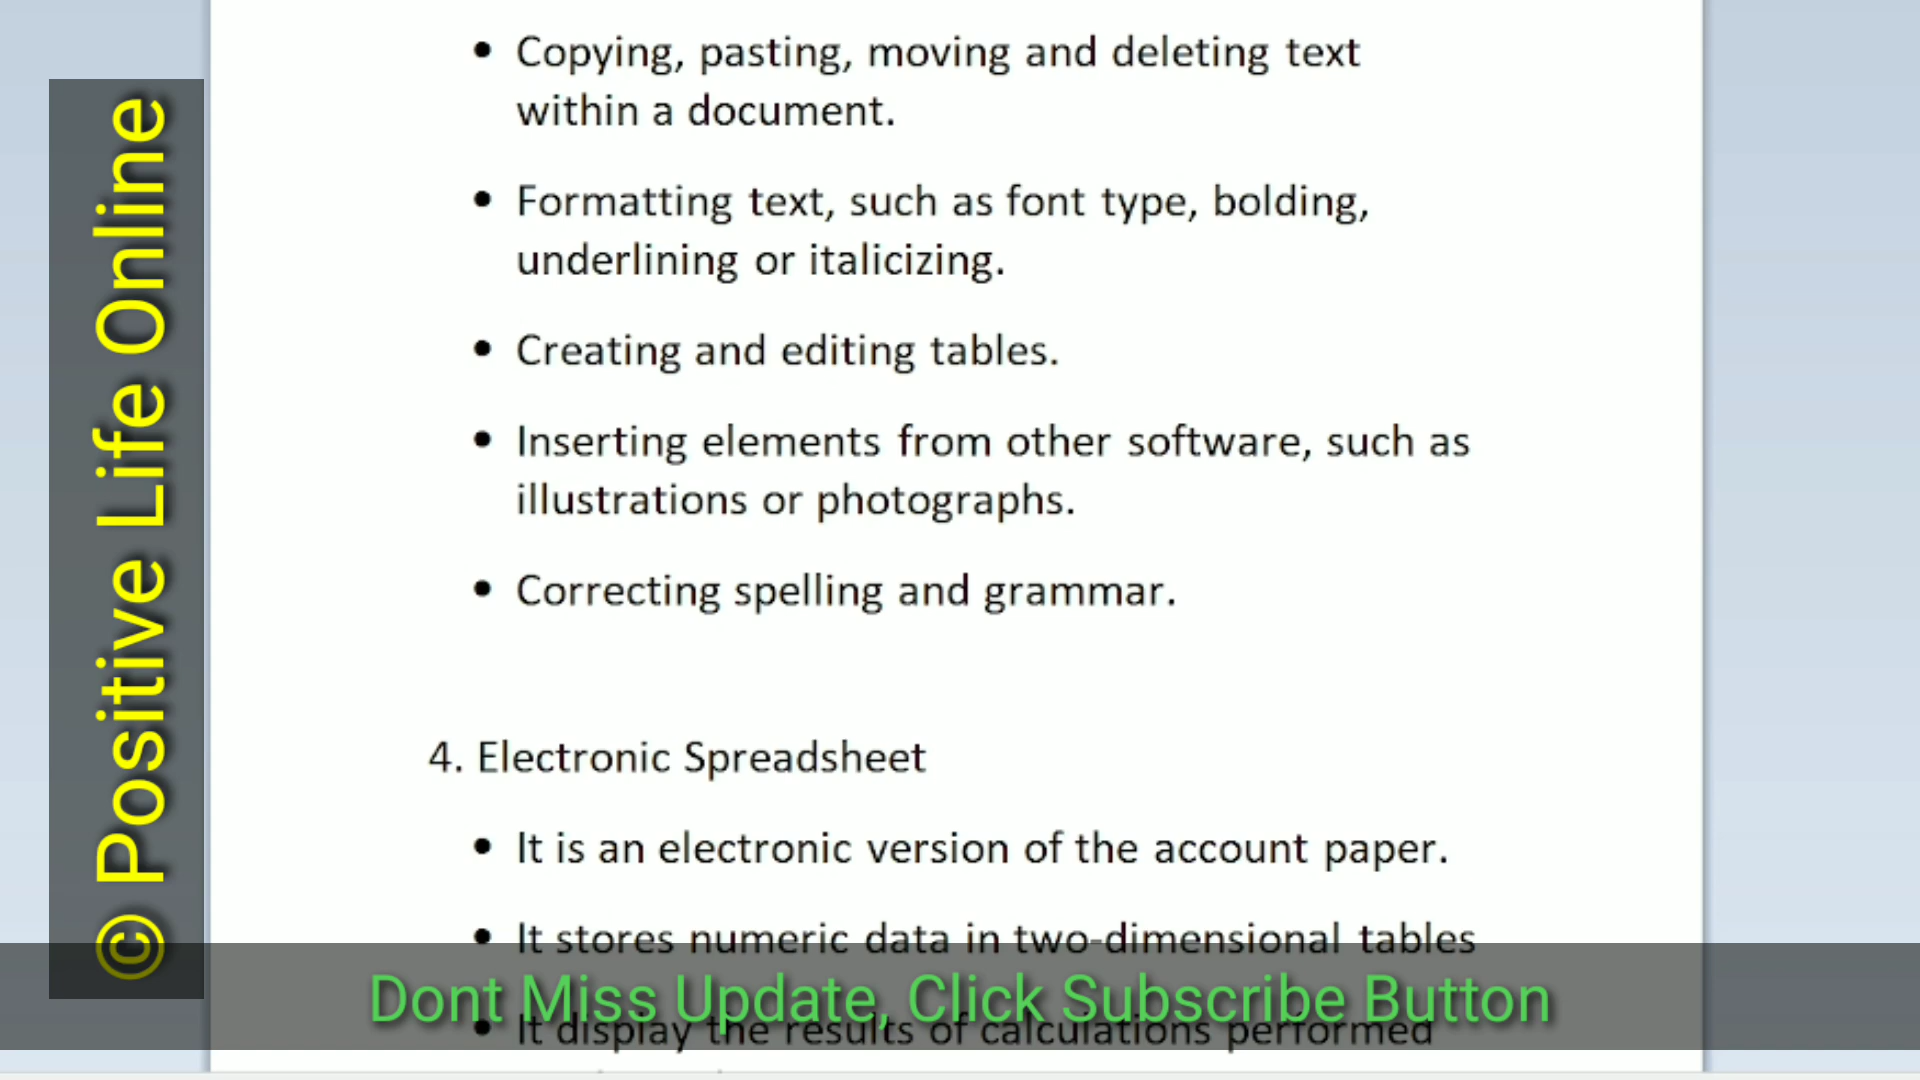 • Copying, pasting, moving and deleting text
within a document.
• Formatting text, such as font type, bolding,
underlining or italicizing.
• Creating and editing tables.
• Inserting elements from other software, such as
illustrations or photographs.
• Correcting spelling and grammar.
4. Electronic Spreadsheet
• It is an electronic version of the account paper.
• It stores numeric data in two-dimensional tables
• It display the results of calculations performed
© Positive Life Online
Dont Miss Update, Click Subscribe Button